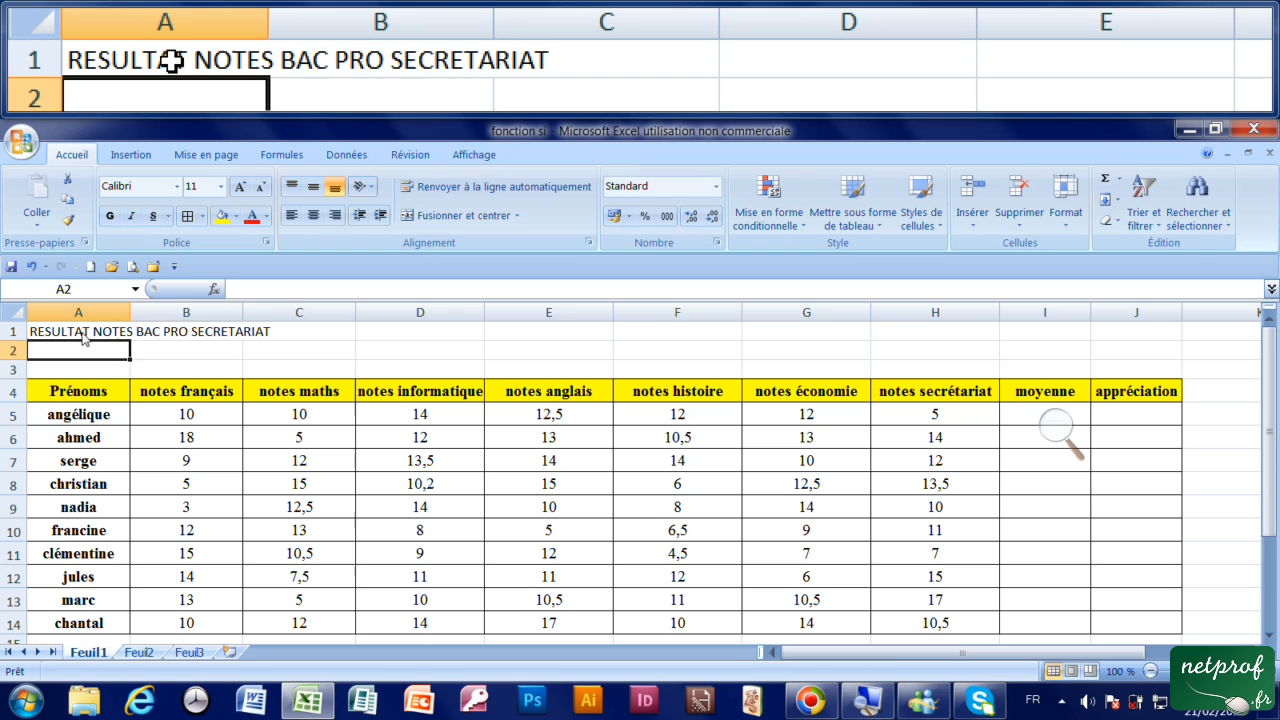 A B C D E
1 RESULTAT NOTES BAC PRO SECRETARIAT
2
fonction si - Microsoft Excel utilisation non commerciale
Accueil Insertion Mise en page Formules Données Révision Affichage
Calibri 11 Renvoyer à la ligne automatiquement Standard
Coller G I S Fusionner et centrer % 000 Mise en forme conditionnelle Mettre sous forme de tableau Styles de cellules Insérer Supprimer Format Trier et filtrer Rechercher et sélectionner
Presse-papiers Police Alignement Nombre Style Cellules Édition
A2 fx
A B C D E F G H I J K
1 RESULTAT NOTES BAC PRO SECRETARIAT
2
3
4 Prénoms notes français notes maths notes informatique notes anglais notes histoire notes économie notes secrétariat moyenne appréciation
5 angélique 10 10 14 12,5 12 12 5
6 ahmed 18 5 12 13 10,5 13 14
7 serge 9 12 13,5 14 14 10 12
8 christian 5 15 10,2 15 6 12,5 13,5
9 nadia 3 12,5 14 10 8 14 10
10 francine 12 13 8 5 6,5 9 11
11 clémentine 15 10,5 9 12 4,5 7 7
12 jules 14 7,5 11 11 12 6 15
13 marc 13 5 10 10,5 11 10,5 17
14 chantal 10 12 14 17 10 14 10,5
15
Feuil1 Feuil2 Feuil3
Prêt 100 %
netprof.fr
Ps Ai ID FR